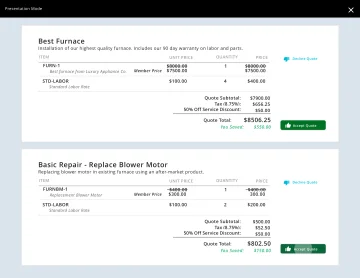 Presentation Mode
Best Furnace
Installation of our highest quality furnace. Includes our 90 day warranty on labor and parts.
ITEM UNIT PRICE QUANTITY PRICE
FURN-1 $8000.00 1 $8000.00
Best furnace from Luxury Appliance Co. Member Price $7500.00 $7500.00
Decline Quote
STD-LABOR $100.00 4 $400.00
Standard Labor Rate
Quote Subtotal: $7900.00
Tax (8.75%): $656.25
50% Off Service Discount: $50.00
Quote Total: $8506.25
Accept Quote
You Saved: $550.00
Basic Repair - Replace Blower Motor
Replacing blower motor in existing furnace using an after-market product.
ITEM UNIT PRICE QUANTITY PRICE
FURNBM-1 $400.00 1 $400.00
Replacement Blower Motor Member Price $300.00 300.00
Decline Quote
STD-LABOR $100.00 2 $200.00
Standard Labor Rate
Quote Subtotal: $500.00
Tax (8.75%): $52.50
50% Off Service Discount: $50.00
Quote Total: $802.50
Accept Quote
You Saved: $150.00